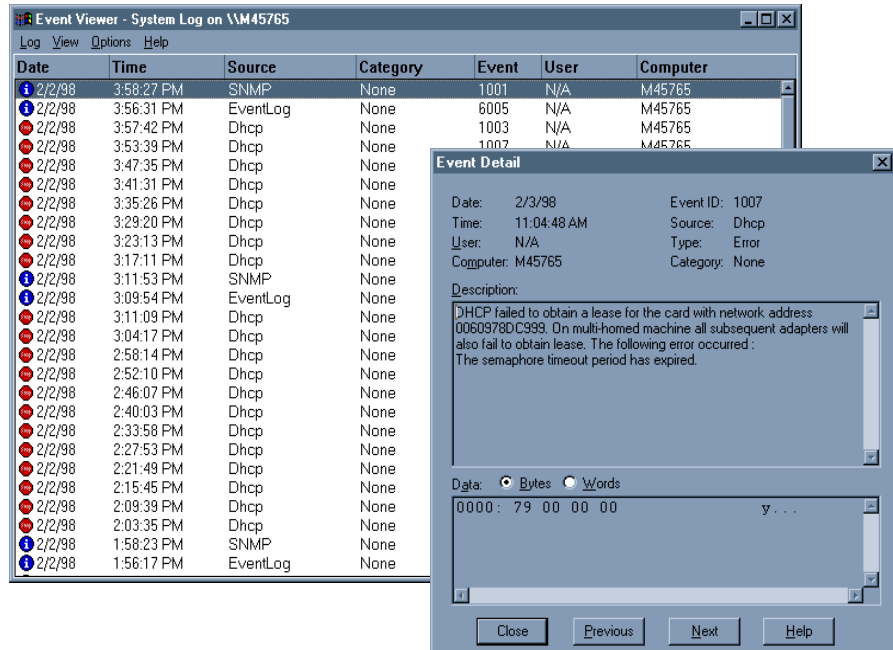 Event Viewer - System Log on \\M45765
Log View Options Help
Date Time Source Category Event User Computer
2/2/98 3:58:27 PM SNMP None 1001 N/A M45765
2/2/98 3:56:31 PM EventLog None 6005 N/A M45765
2/2/98 3:57:42 PM Dhcp None 1003 N/A M45765
2/2/98 3:53:39 PM Dhcp None 1007 N/A M45765
2/2/98 3:47:35 PM Dhcp None
2/2/98 3:41:31 PM Dhcp None
2/2/98 3:35:26 PM Dhcp None
2/2/98 3:29:20 PM Dhcp None
2/2/98 3:23:13 PM Dhcp None
2/2/98 3:17:11 PM Dhcp None
2/2/98 3:11:53 PM SNMP None
2/2/98 3:09:54 PM EventLog None
2/2/98 3:11:09 PM Dhcp None
2/2/98 3:04:17 PM Dhcp None
2/2/98 2:58:14 PM Dhcp None
2/2/98 2:52:10 PM Dhcp None
2/2/98 2:46:07 PM Dhcp None
2/2/98 2:40:03 PM Dhcp None
2/2/98 2:33:58 PM Dhcp None
2/2/98 2:27:53 PM Dhcp None
2/2/98 2:21:49 PM Dhcp None
2/2/98 2:15:45 PM Dhcp None
2/2/98 2:09:39 PM Dhcp None
2/2/98 2:03:35 PM Dhcp None
2/2/98 1:58:23 PM SNMP None
2/2/98 1:56:17 PM EventLog None
Event Detail
Date: 2/3/98 Event ID: 1007
Time: 11:04:48 AM Source: Dhcp
User: N/A Type: Error
Computer: M45765 Category: None
Description:
DHCP failed to obtain a lease for the card with network address
0060978DC999. On multi-homed machine all subsequent adapters will
also fail to obtain lease. The following error occurred :
The semaphore timeout period has expired.
Data: Bytes Words
0000: 79 00 00 00 y...
Close Previous Next Help